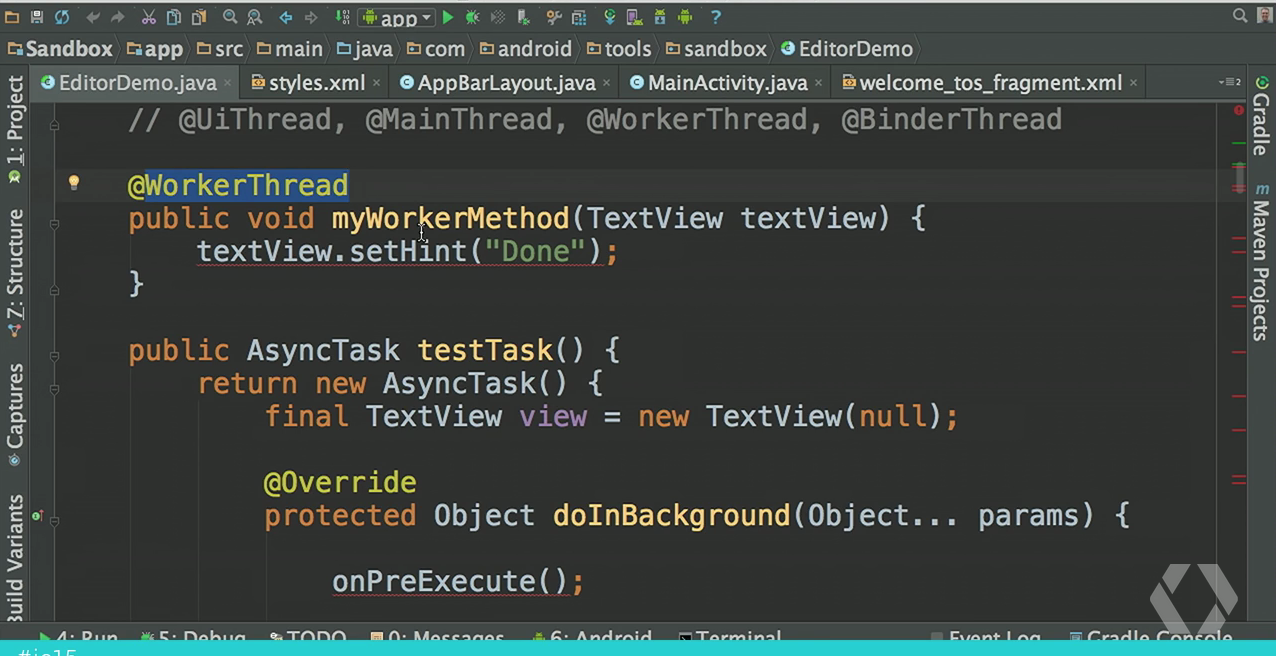 app
Sandbox app src main java com android tools sandbox EditorDemo
EditorDemo.java styles.xml AppBarLayout.java MainActivity.java welcome_tos_fragment.xml
1: Project
7: Structure
Captures
Build Variants
// @UiThread, @MainThread, @WorkerThread, @BinderThread
@WorkerThread
public void myWorkerMethod(TextView textView) {
textView.setHint("Done");
}
public AsyncTask testTask() {
return new AsyncTask() {
final TextView view = new TextView(null);
@Override
protected Object doInBackground(Object... params) {
onPreExecute();
Gradle
Maven Projects
4: Run 5: Debug TODO 0: Messages 6: Android Terminal Event Log Gradle Console
#io15